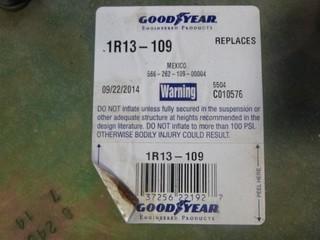 GOODYEAR
ENGINEERED PRODUCTS
1R13-109 REPLACES
MEXICO
566-262-109-00004
09/22/2014 Warning 5504
C010576
DO NOT inflate unless fully secured in the suspension or
other adequate structure at heights recommended in the
design literature. DO NOT inflate to more than 100 PSI.
OTHERWISE BODILY INJURY COULD RESULT.
1R13-109
PEEL HERE
37256 22192 7
GOODYEAR
ENGINEERED PRODUCTS